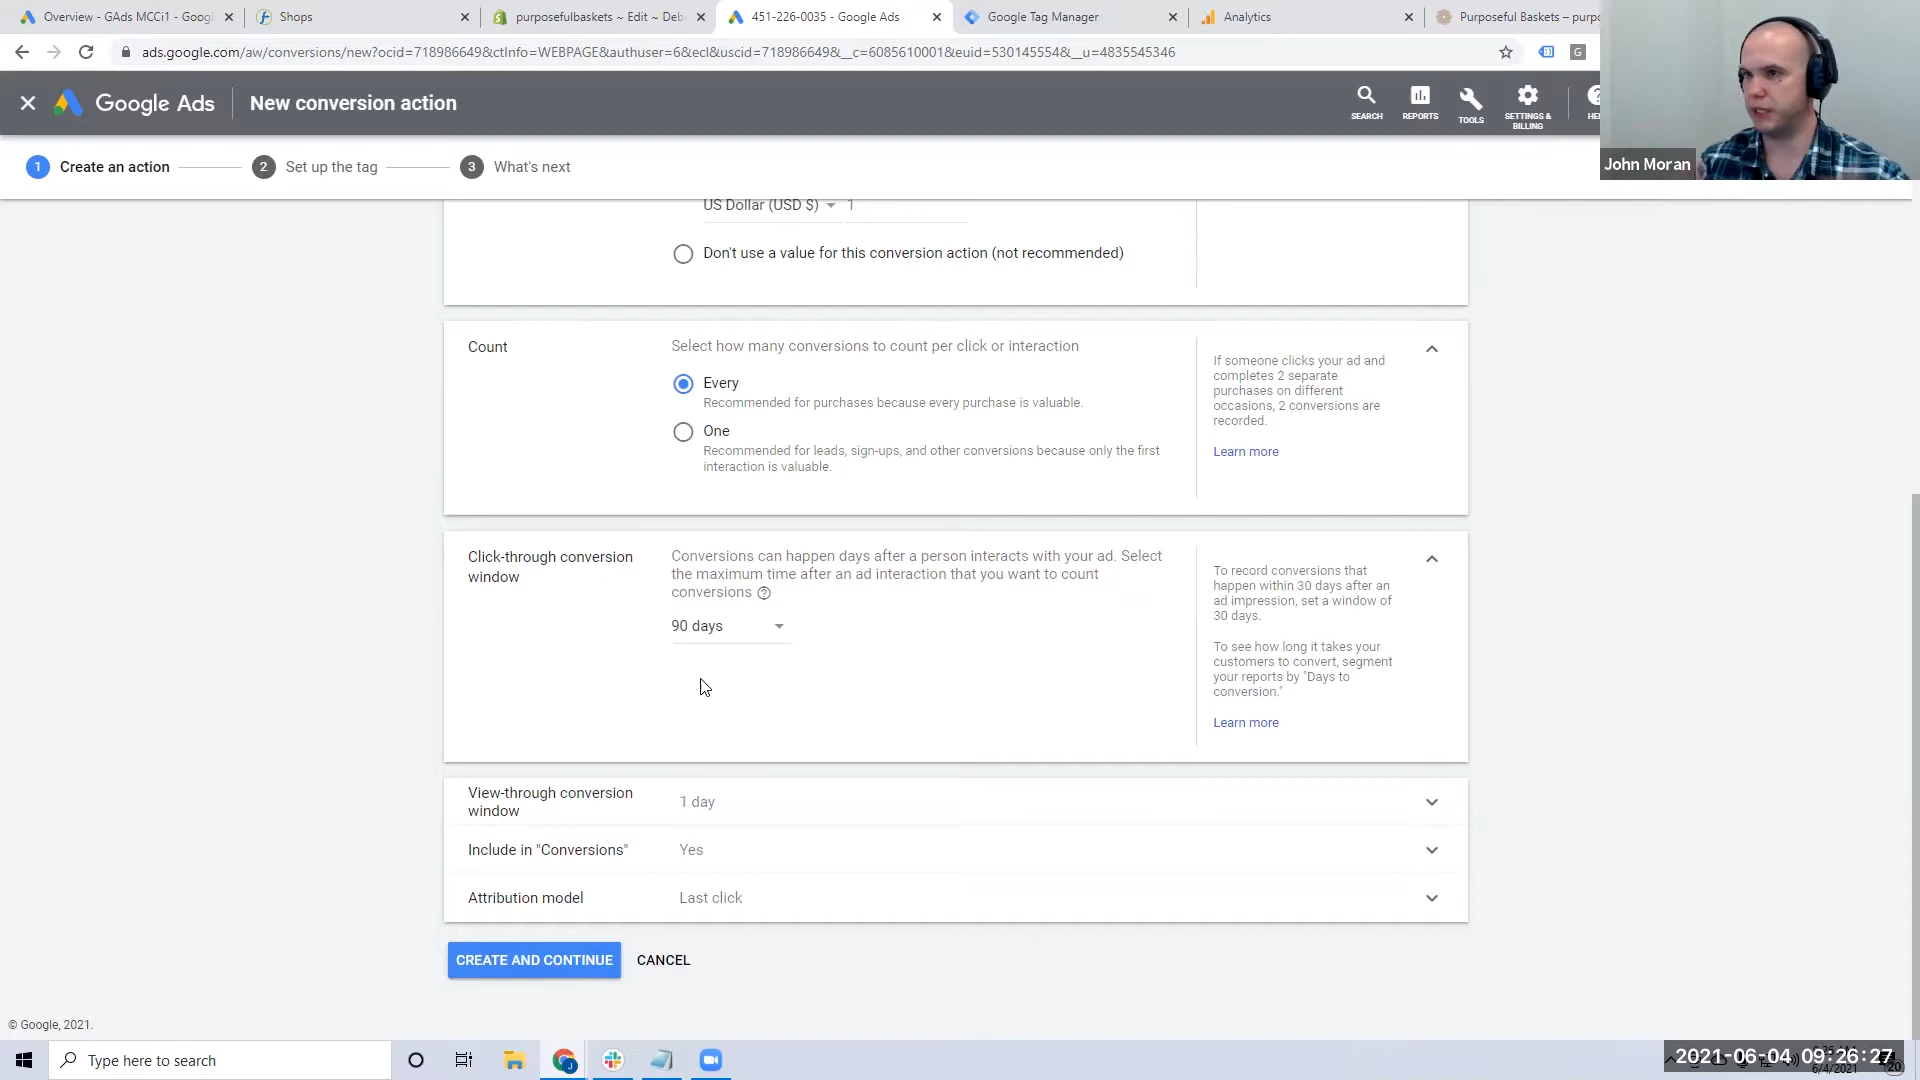 Overview - GAds MCCi1 - Googl
Shops
purposefulbaskets ~ Edit ~ Deb
451-226-0035 - Google Ads
Google Tag Manager
Analytics
Purposeful Baskets – purpo
ads.google.com/aw/conversions/new?ocid=718986649&ctInfo=WEBPAGE&authuser=6&ecl&uscid=718986649&__c=6085610001&euid=5301455554&__u=4835545346
Google Ads
New conversion action
SEARCH
REPORTS
TOOLS
SETTINGS &
BILLING
HE
John Moran
1 Create an action
2 Set up the tag
3 What's next
US Dollar (USD $) 1
Don't use a value for this conversion action (not recommended)
Count
Select how many conversions to count per click or interaction
Every
Recommended for purchases because every purchase is valuable.
One
Recommended for leads, sign-ups, and other conversions because only the first
interaction is valuable.
If someone clicks your ad and
completes 2 separate
purchases on different
occasions, 2 conversions are
recorded.
Learn more
Click-through conversion
window
Conversions can happen days after a person interacts with your ad. Select
the maximum time after an ad interaction that you want to count
conversions
90 days
To record conversions that
happen within 30 days after an
ad impression, set a window of
30 days.
To see how long it takes your
customers to convert, segment
your reports by "Days to
conversion."
Learn more
View-through conversion
window
1 day
Include in "Conversions"
Yes
Attribution model
Last click
CREATE AND CONTINUE
CANCEL
© Google, 2021.
Type here to search
2021-06-04 09:26:27
6/4/2021
20